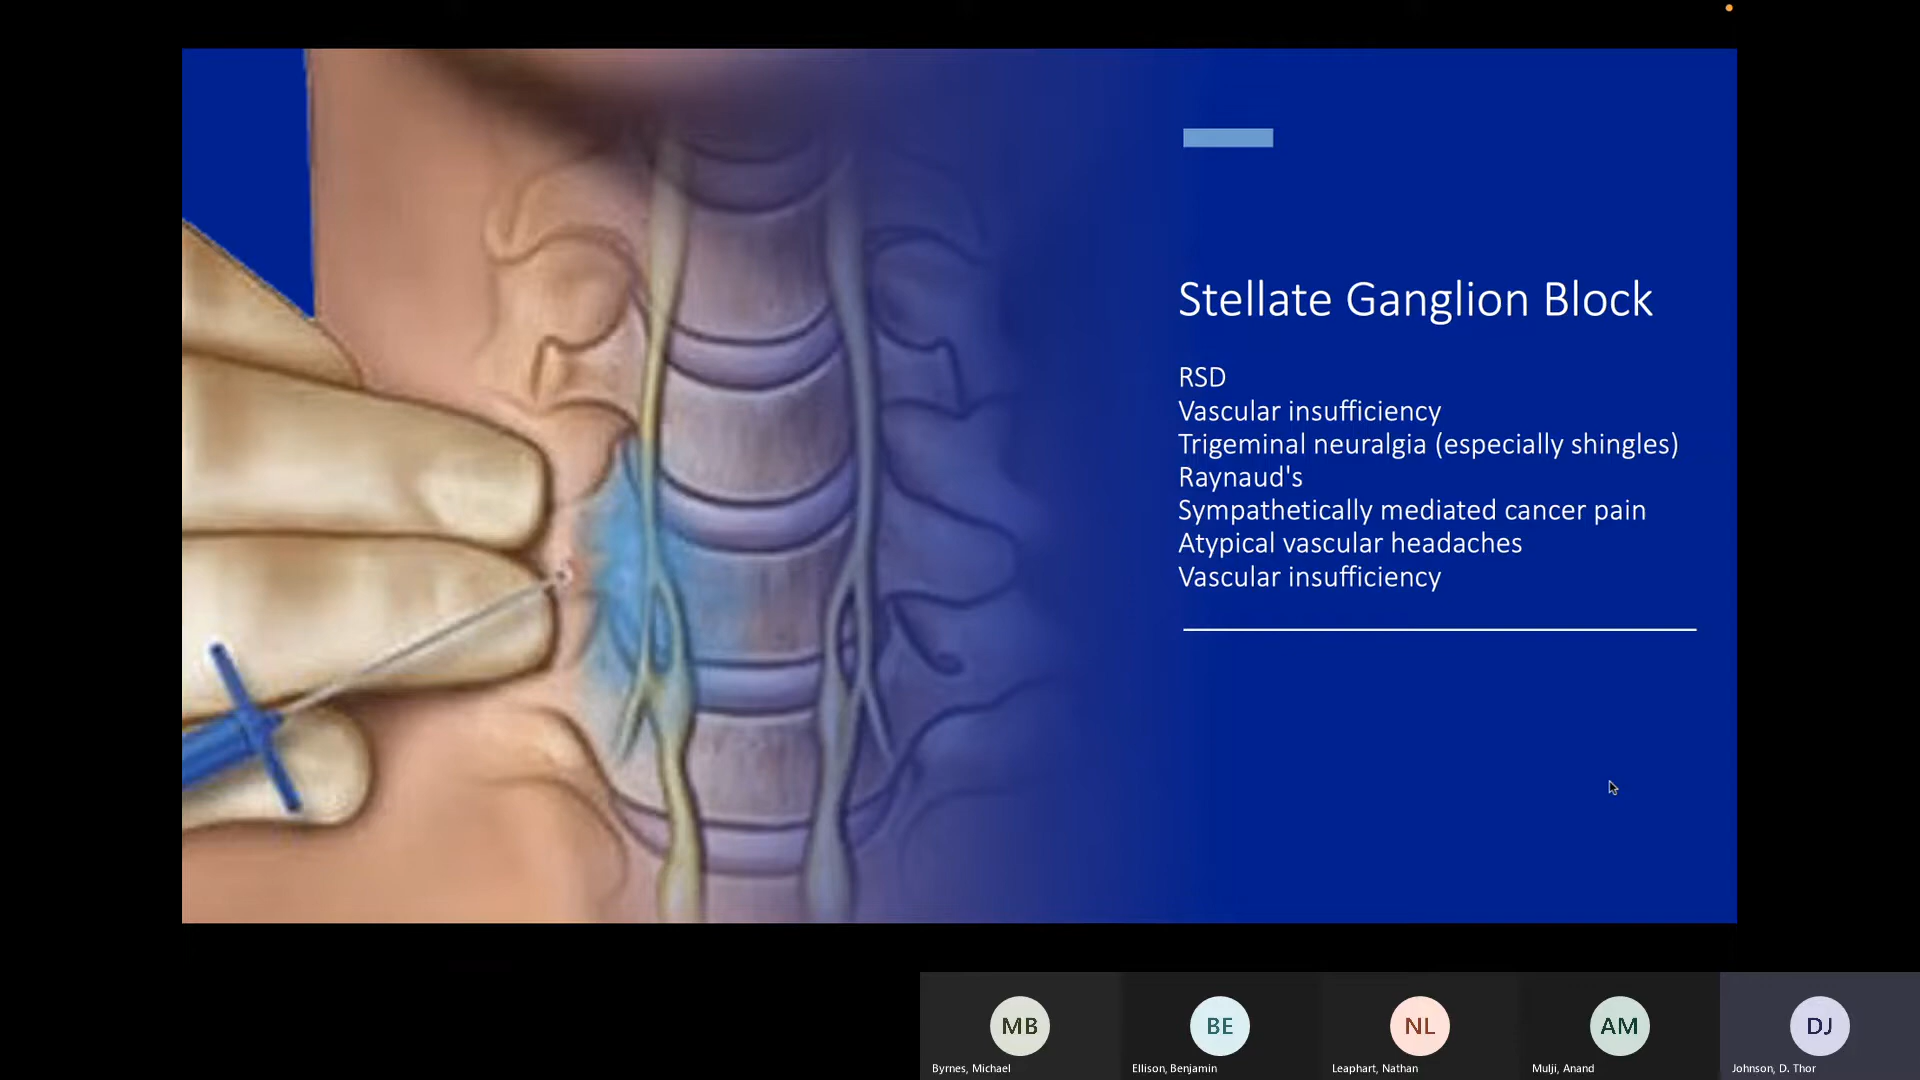 Stellate Ganglion Block
RSD
Vascular insufficiency
Trigeminal neuralgia (especially shingles)
Raynaud's
Sympathetically mediated cancer pain
Atypical vascular headaches
Vascular insufficiency
MB
BE
NL
AM
DJ
Byrnes, Michael
Ellison, Benjamin
Leaphart, Nathan
Mulji, Anand
Johnson, D. Thor